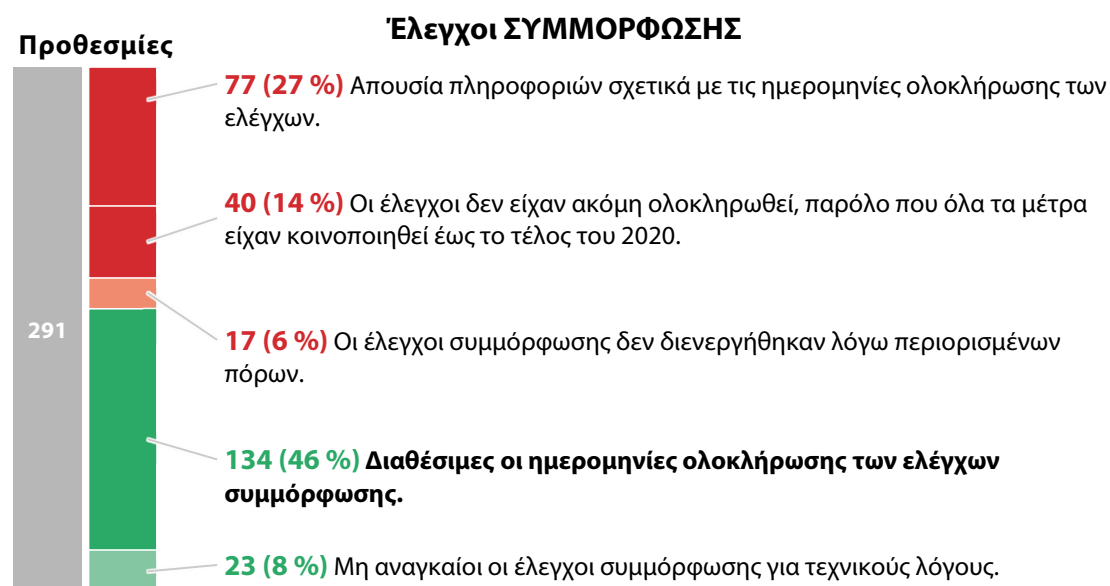 Έλεγχοι ΣΥΜΜΟΡΦΩΣΗΣ
Προθεσμίες
77 (27 %) Απουσία πληροφοριών σχετικά με τις ημερομηνίες ολοκλήρωσης των
ελέγχων.
40 (14 %) Οι έλεγχοι δεν είχαν ακόμη ολοκληρωθεί, παρόλο που όλα τα μέτρα
είχαν κοινοποιηθεί έως το τέλος του 2020.
291
17 (6 %) Οι έλεγχοι συμμόρφωσης δεν διενεργήθηκαν λόγω περιορισμένων
πόρων.
134 (46 %) Διαθέσιμες οι ημερομηνίες ολοκλήρωσης των ελέγχων
συμμόρφωσης.
23 (8 %) Μη αναγκαίοι οι έλεγχοι συμμόρφωσης για τεχνικούς λόγους.